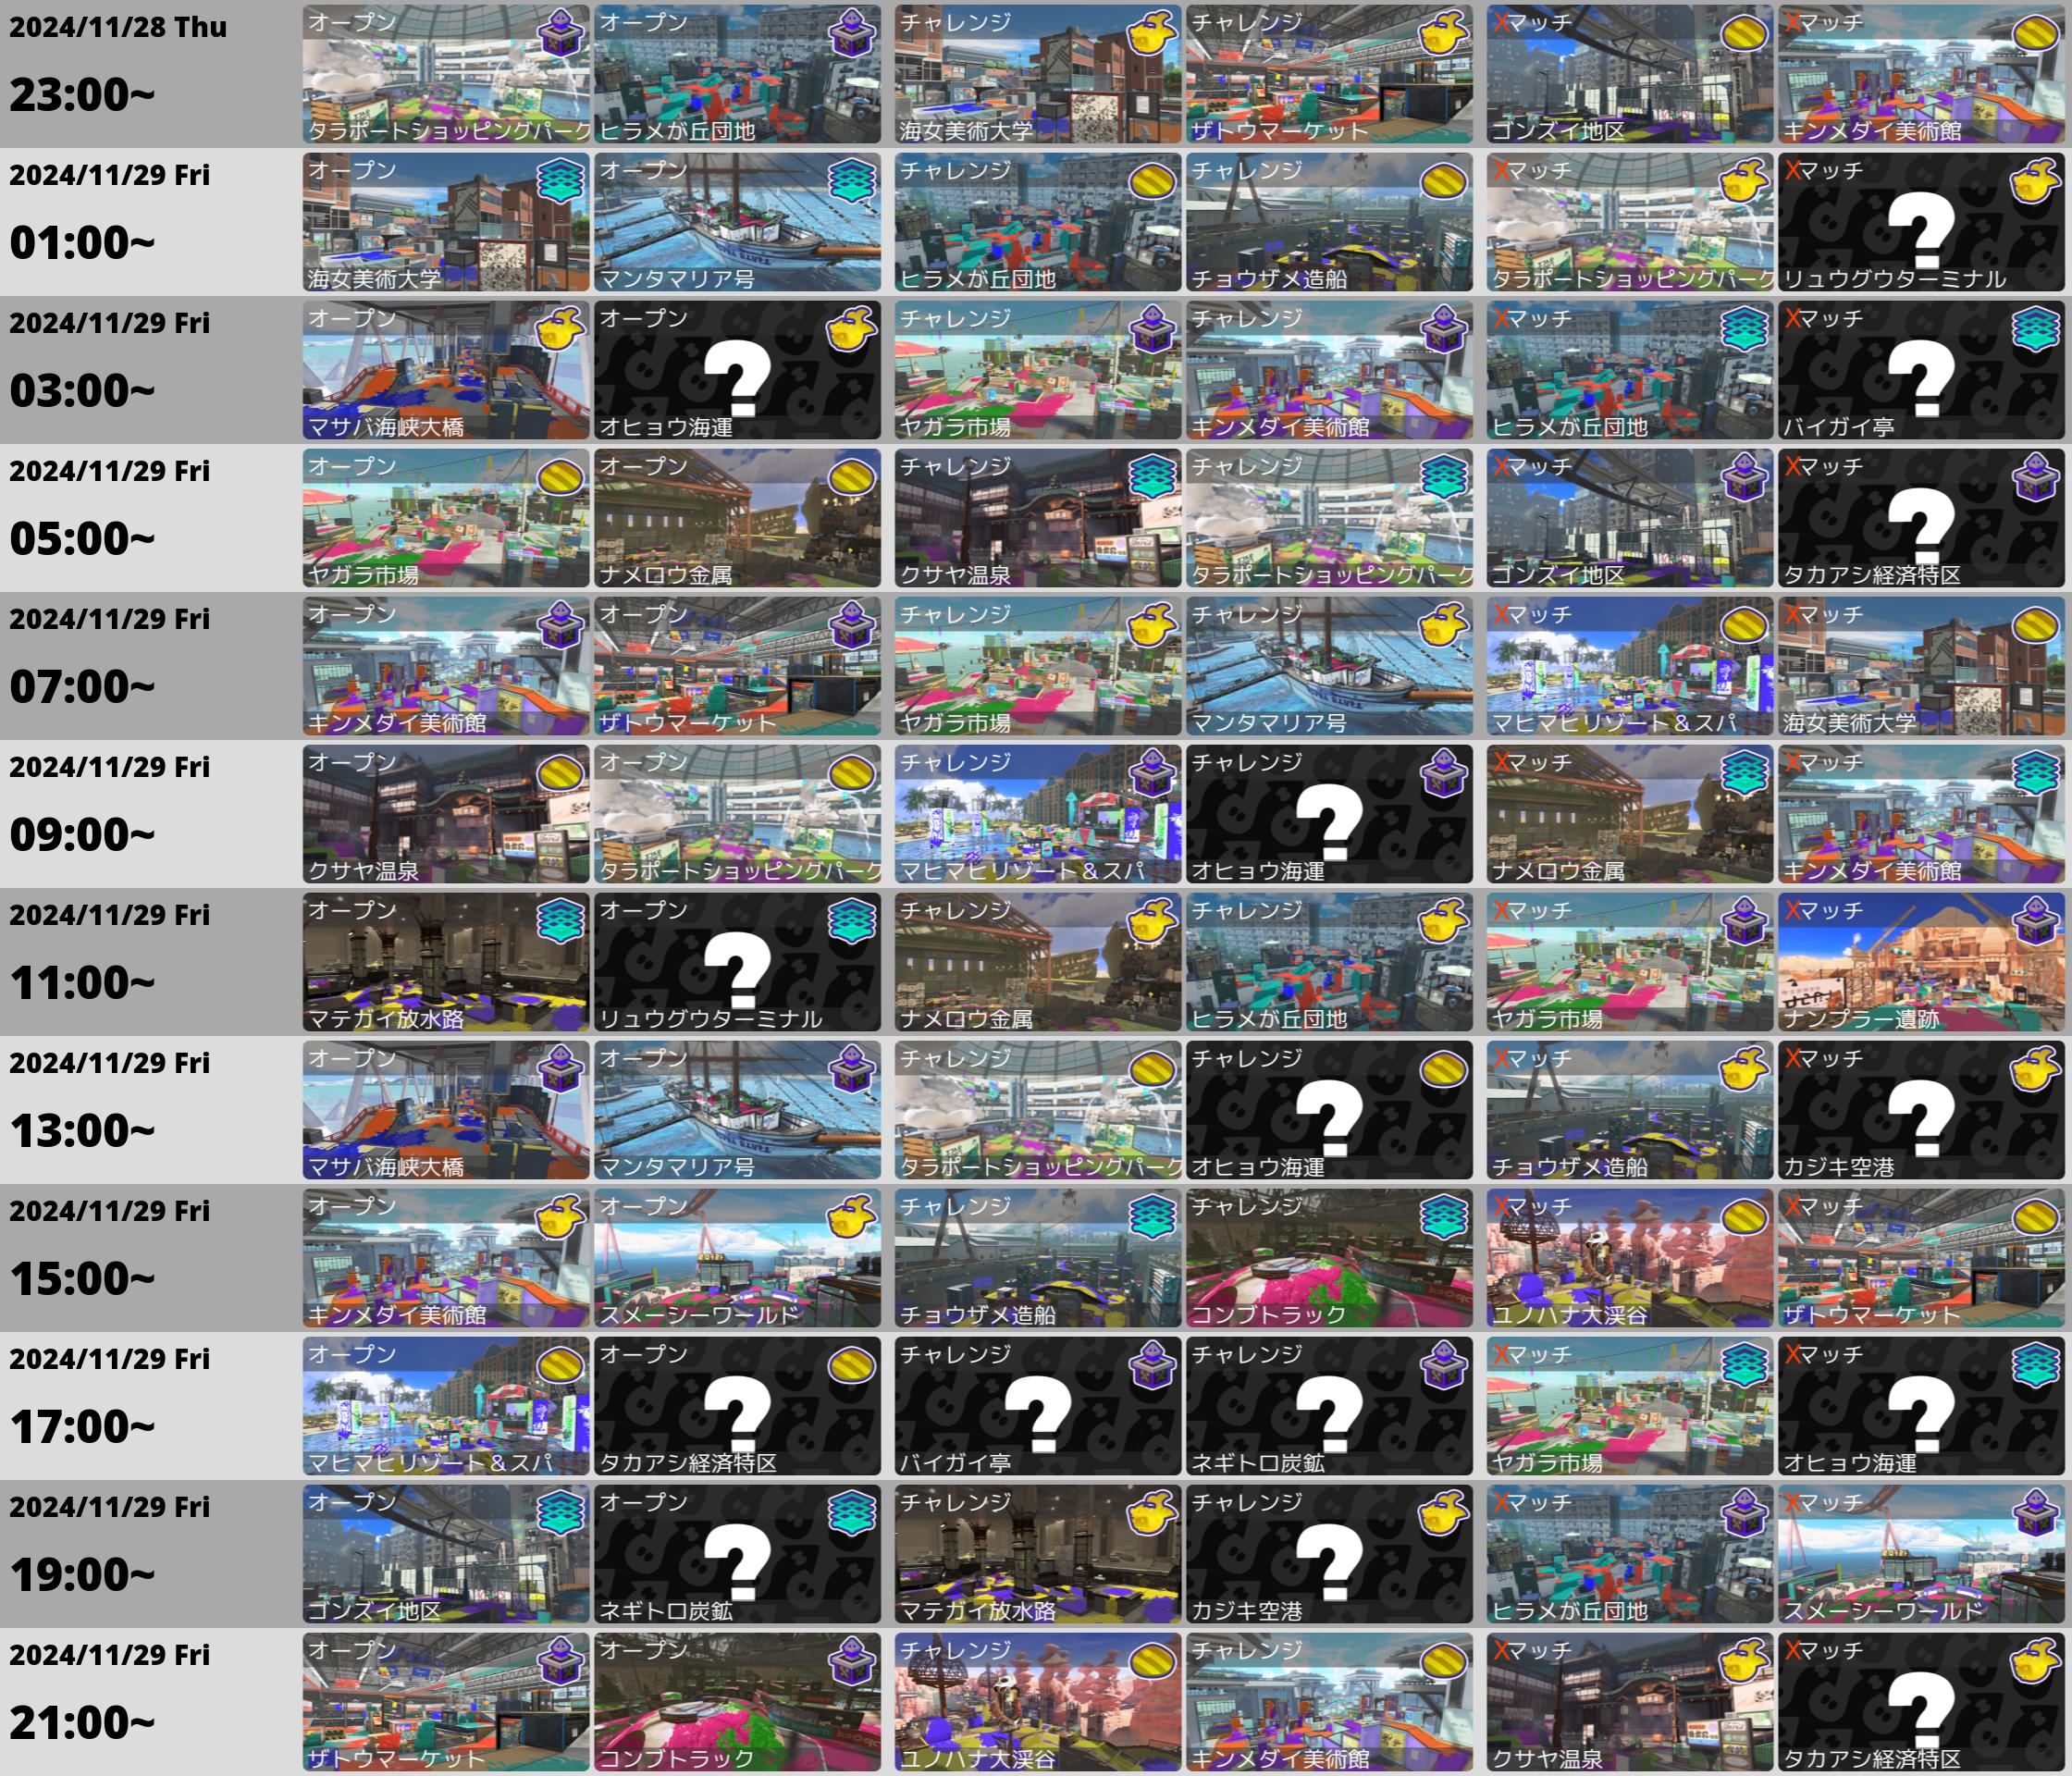 2024/11/28 Thu
23:00~
オープン
タラポートショッピングパーク
オープン
ヒラメが丘団地
チャレンジ
海女美術大学
チャレンジ
ザトウマーケット
Xマッチ
ゴンズイ地区
Xマッチ
キンメダイ美術館
2024/11/29 Fri
01:00~
オープン
海女美術大学
オープン
マンタマリア号
チャレンジ
ヒラメが丘団地
チャレンジ
チョウザメ造船
Xマッチ
タラポートショッピングパーク
Xマッチ
?
リュウグウターミナル
2024/11/29 Fri
03:00~
オープン
マサバ海峡大橋
オープン
?
オヒョウ海運
チャレンジ
ヤガラ市場
チャレンジ
キンメダイ美術館
Xマッチ
ヒラメが丘団地
Xマッチ
?
バイガイ亭
2024/11/29 Fri
05:00~
オープン
ヤガラ市場
オープン
ナメロウ金属
チャレンジ
クサヤ温泉
チャレンジ
タラポートショッピングパーク
Xマッチ
ゴンズイ地区
Xマッチ
?
タカアシ経済特区
2024/11/29 Fri
07:00~
オープン
キンメダイ美術館
オープン
ザトウマーケット
チャレンジ
ヤガラ市場
チャレンジ
マンタマリア号
Xマッチ
マヒマヒリゾート&スパ
Xマッチ
海女美術大学
2024/11/29 Fri
09:00~
オープン
クサヤ温泉
オープン
タラポートショッピングパーク
チャレンジ
マヒマヒリゾート&スパ
チャレンジ
?
オヒョウ海運
Xマッチ
ナメロウ金属
Xマッチ
キンメダイ美術館
2024/11/29 Fri
11:00~
オープン
マテガイ放水路
オープン
?
リュウグウターミナル
チャレンジ
ナメロウ金属
チャレンジ
ヒラメが丘団地
Xマッチ
ヤガラ市場
Xマッチ
ナンプラー遺跡
2024/11/29 Fri
13:00~
オープン
マサバ海峡大橋
オープン
マンタマリア号
チャレンジ
タラポートショッピングパーク
チャレンジ
?
オヒョウ海運
Xマッチ
チョウザメ造船
Xマッチ
?
カジキ空港
2024/11/29 Fri
15:00~
オープン
キンメダイ美術館
オープン
スメーシーワールド
チャレンジ
チョウザメ造船
チャレンジ
コンブトラック
Xマッチ
ユノハナ大渓谷
Xマッチ
ザトウマーケット
2024/11/29 Fri
17:00~
オープン
マヒマヒリゾート&スパ
オープン
?
タカアシ経済特区
チャレンジ
?
バイガイ亭
チャレンジ
?
ネギトロ炭鉱
Xマッチ
ヤガラ市場
Xマッチ
?
オヒョウ海運
2024/11/29 Fri
19:00~
オープン
ゴンズイ地区
オープン
?
ネギトロ炭鉱
チャレンジ
マテガイ放水路
チャレンジ
?
カジキ空港
Xマッチ
ヒラメが丘団地
Xマッチ
スメーシーワールド
2024/11/29 Fri
21:00~
オープン
ザトウマーケット
オープン
コンブトラック
チャレンジ
ユノハナ大渓谷
チャレンジ
キンメダイ美術館
Xマッチ
クサヤ温泉
Xマッチ
?
タカアシ経済特区